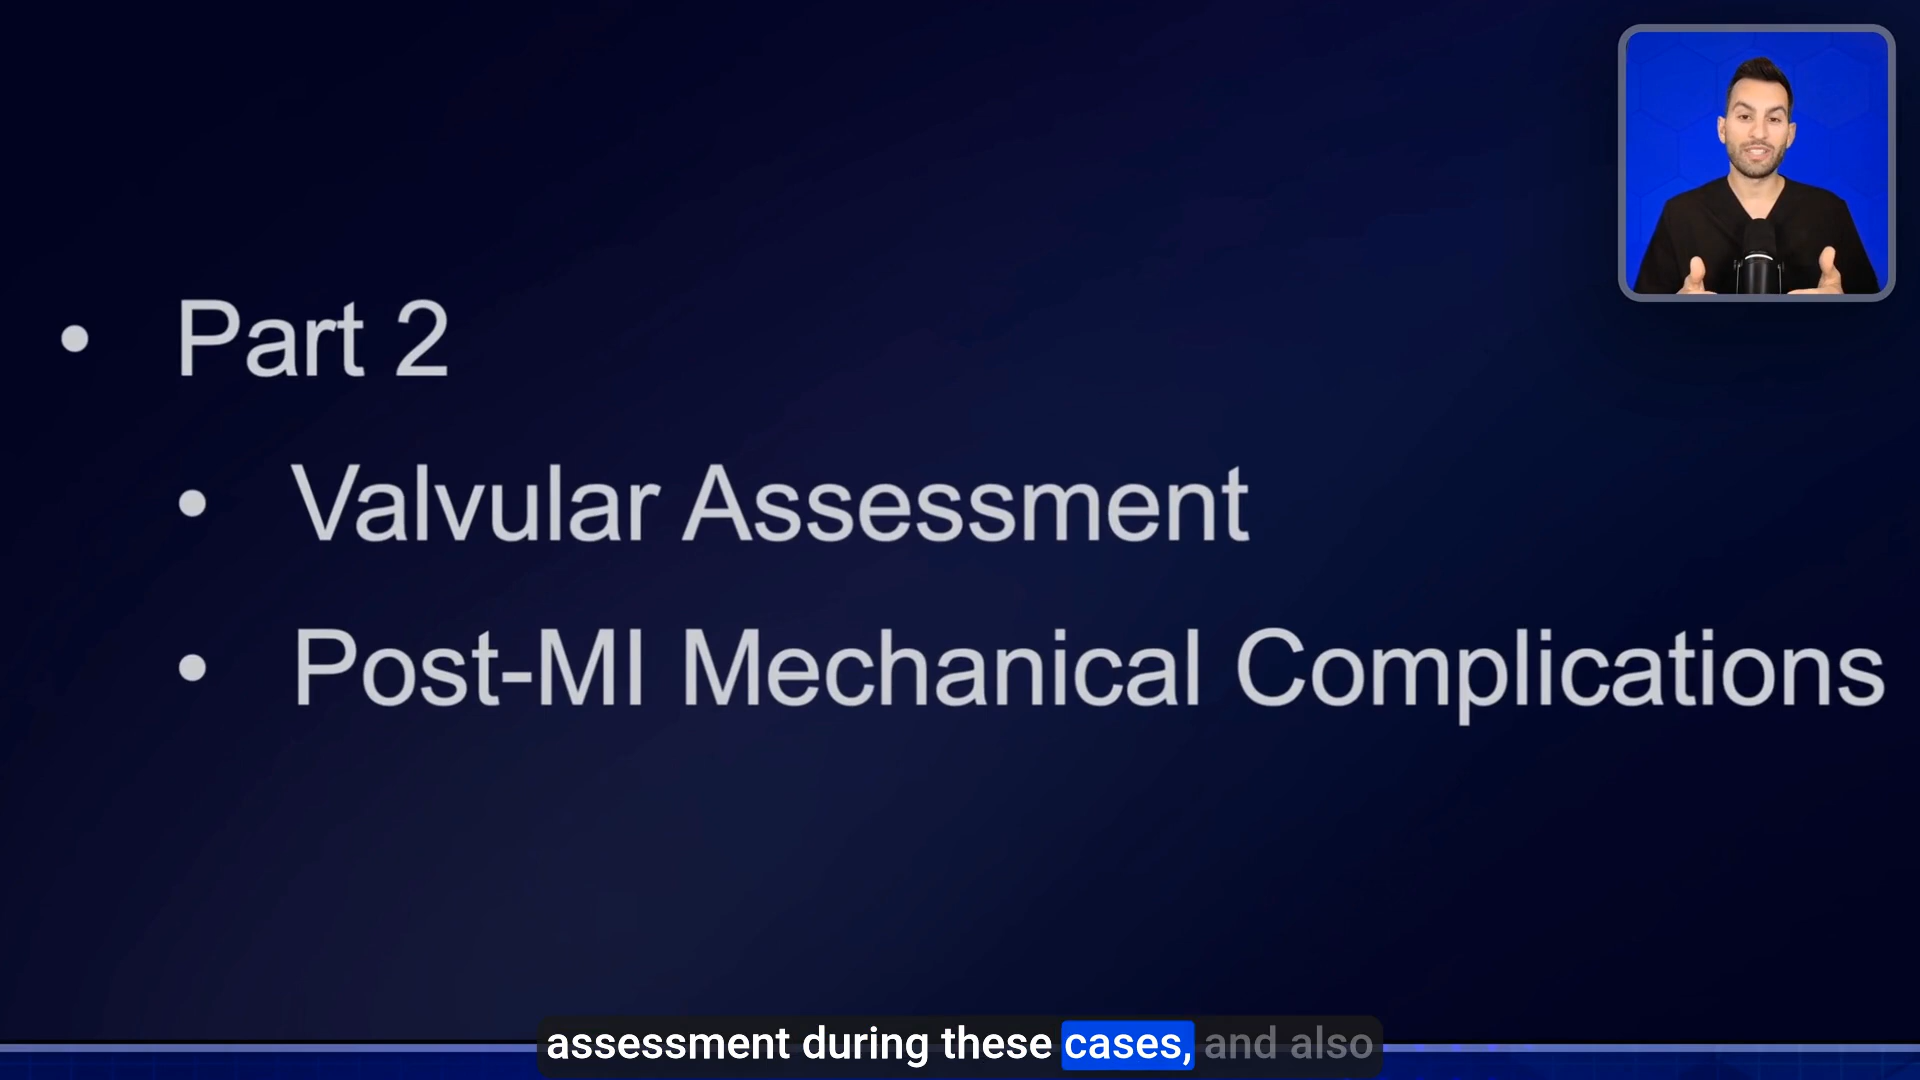 • Part 2
• Valvular Assessment
• Post-MI Mechanical Complications
assessment during these cases, and also